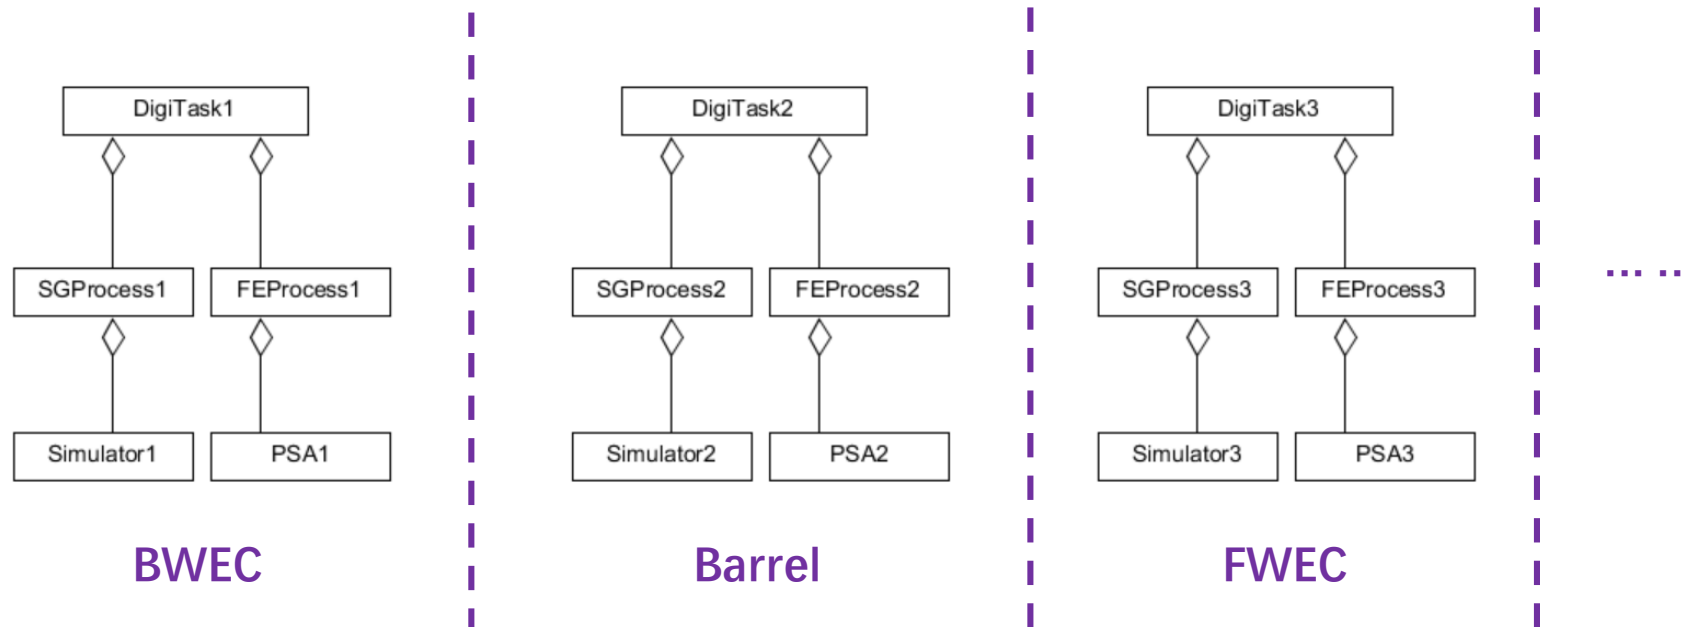 DigiTask1
SGProcess1 FEProcess1
Simulator1 PSA1
BWEC
DigiTask2
SGProcess2 FEProcess2
Simulator2 PSA2
Barrel
DigiTask3
SGProcess3 FEProcess3
Simulator3 PSA3
FWEC
... ..